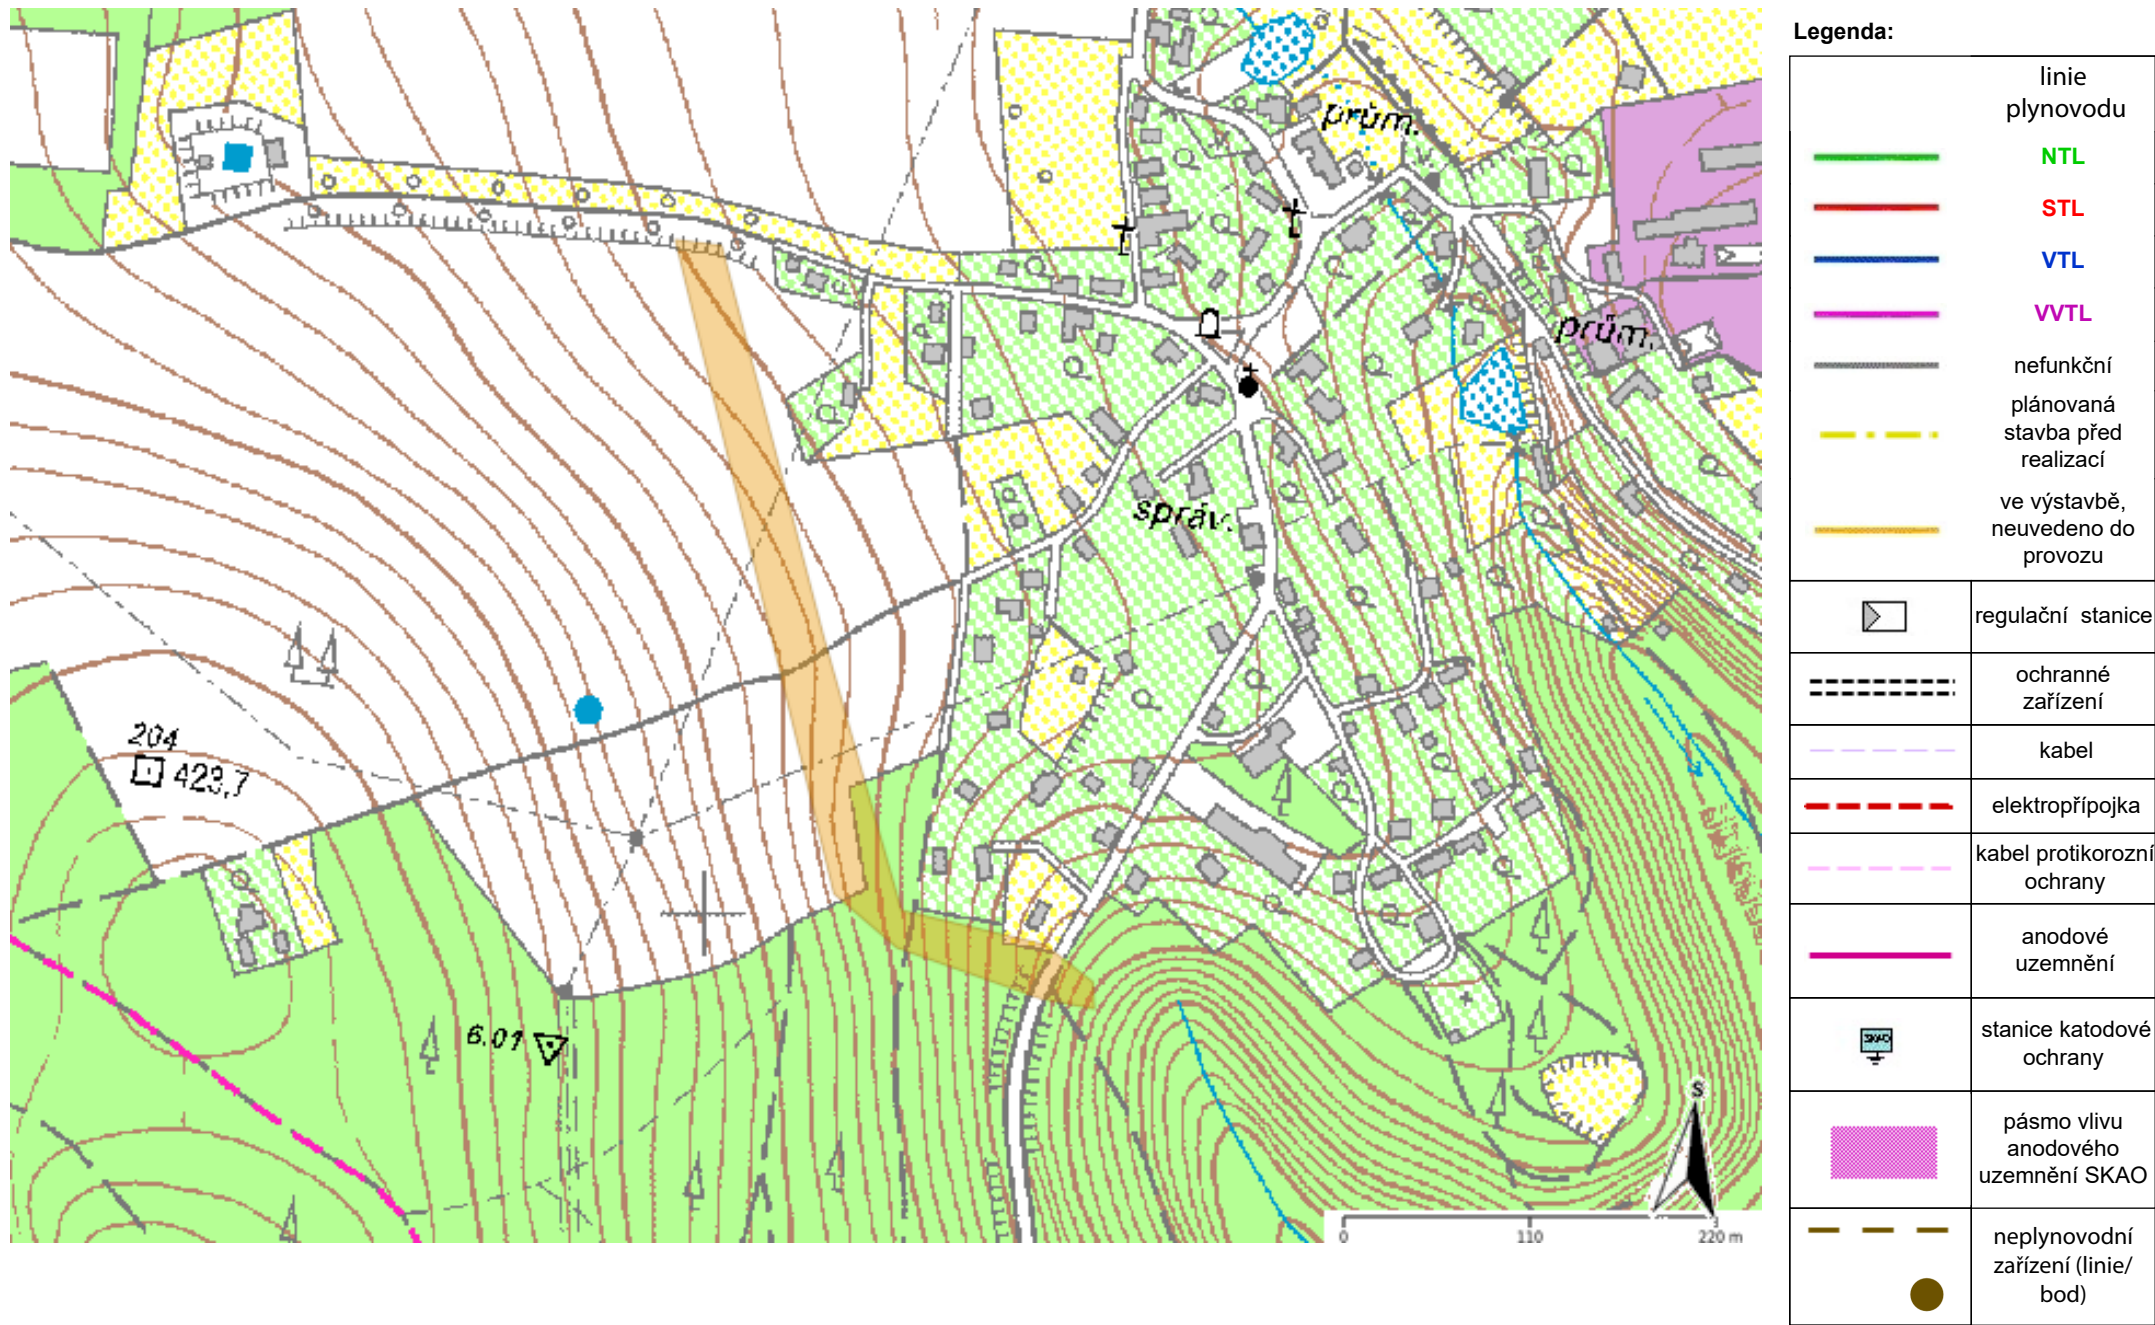 Legenda:
linie
plynovodu
NTL
STL
VTL
VVTL
nefunkční
plánovaná
stavba před
realizací
ve výstavbě,
neuvedeno do
provozu
regulační stanice
ochranné
zařízení
kabel
elektropřípojka
kabel protikorozní
ochrany
anodové
uzemnění
SKAO
stanice katodové
ochrany
pásmo vlivu
anodového
uzemnění SKAO
neplynovodní
zařízení (linie/
bod)
prům.
prům.
správ.
204
423,7
6.01
S
0
110
220 m